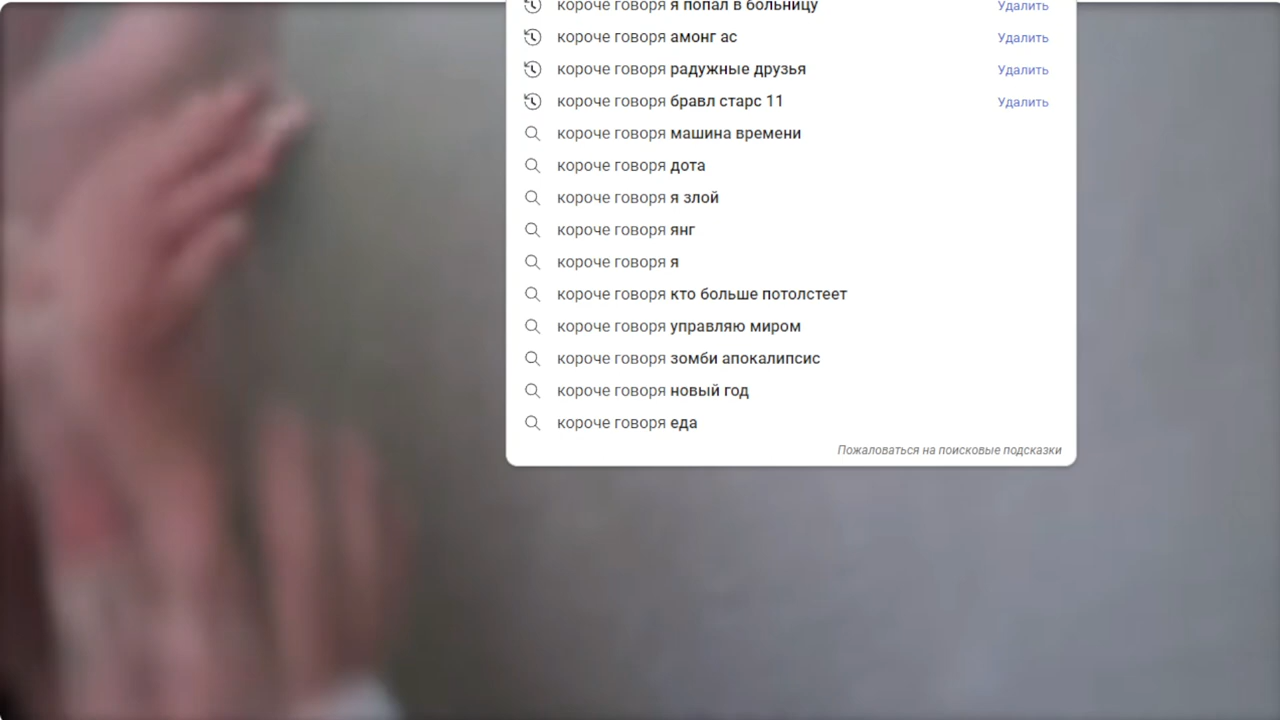 короче говоря я попал в больницу Удалить
короче говоря амонг ас Удалить
короче говоря радужные друзья Удалить
короче говоря бравл старс 11 Удалить
короче говоря машина времени
короче говоря дота
короче говоря я злой
короче говоря янг
короче говоря я
короче говоря кто больше потолстеет
короче говоря управляю миром
короче говоря зомби апокалипсис
короче говоря новый год
короче говоря еда
Пожаловаться на поисковые подсказки